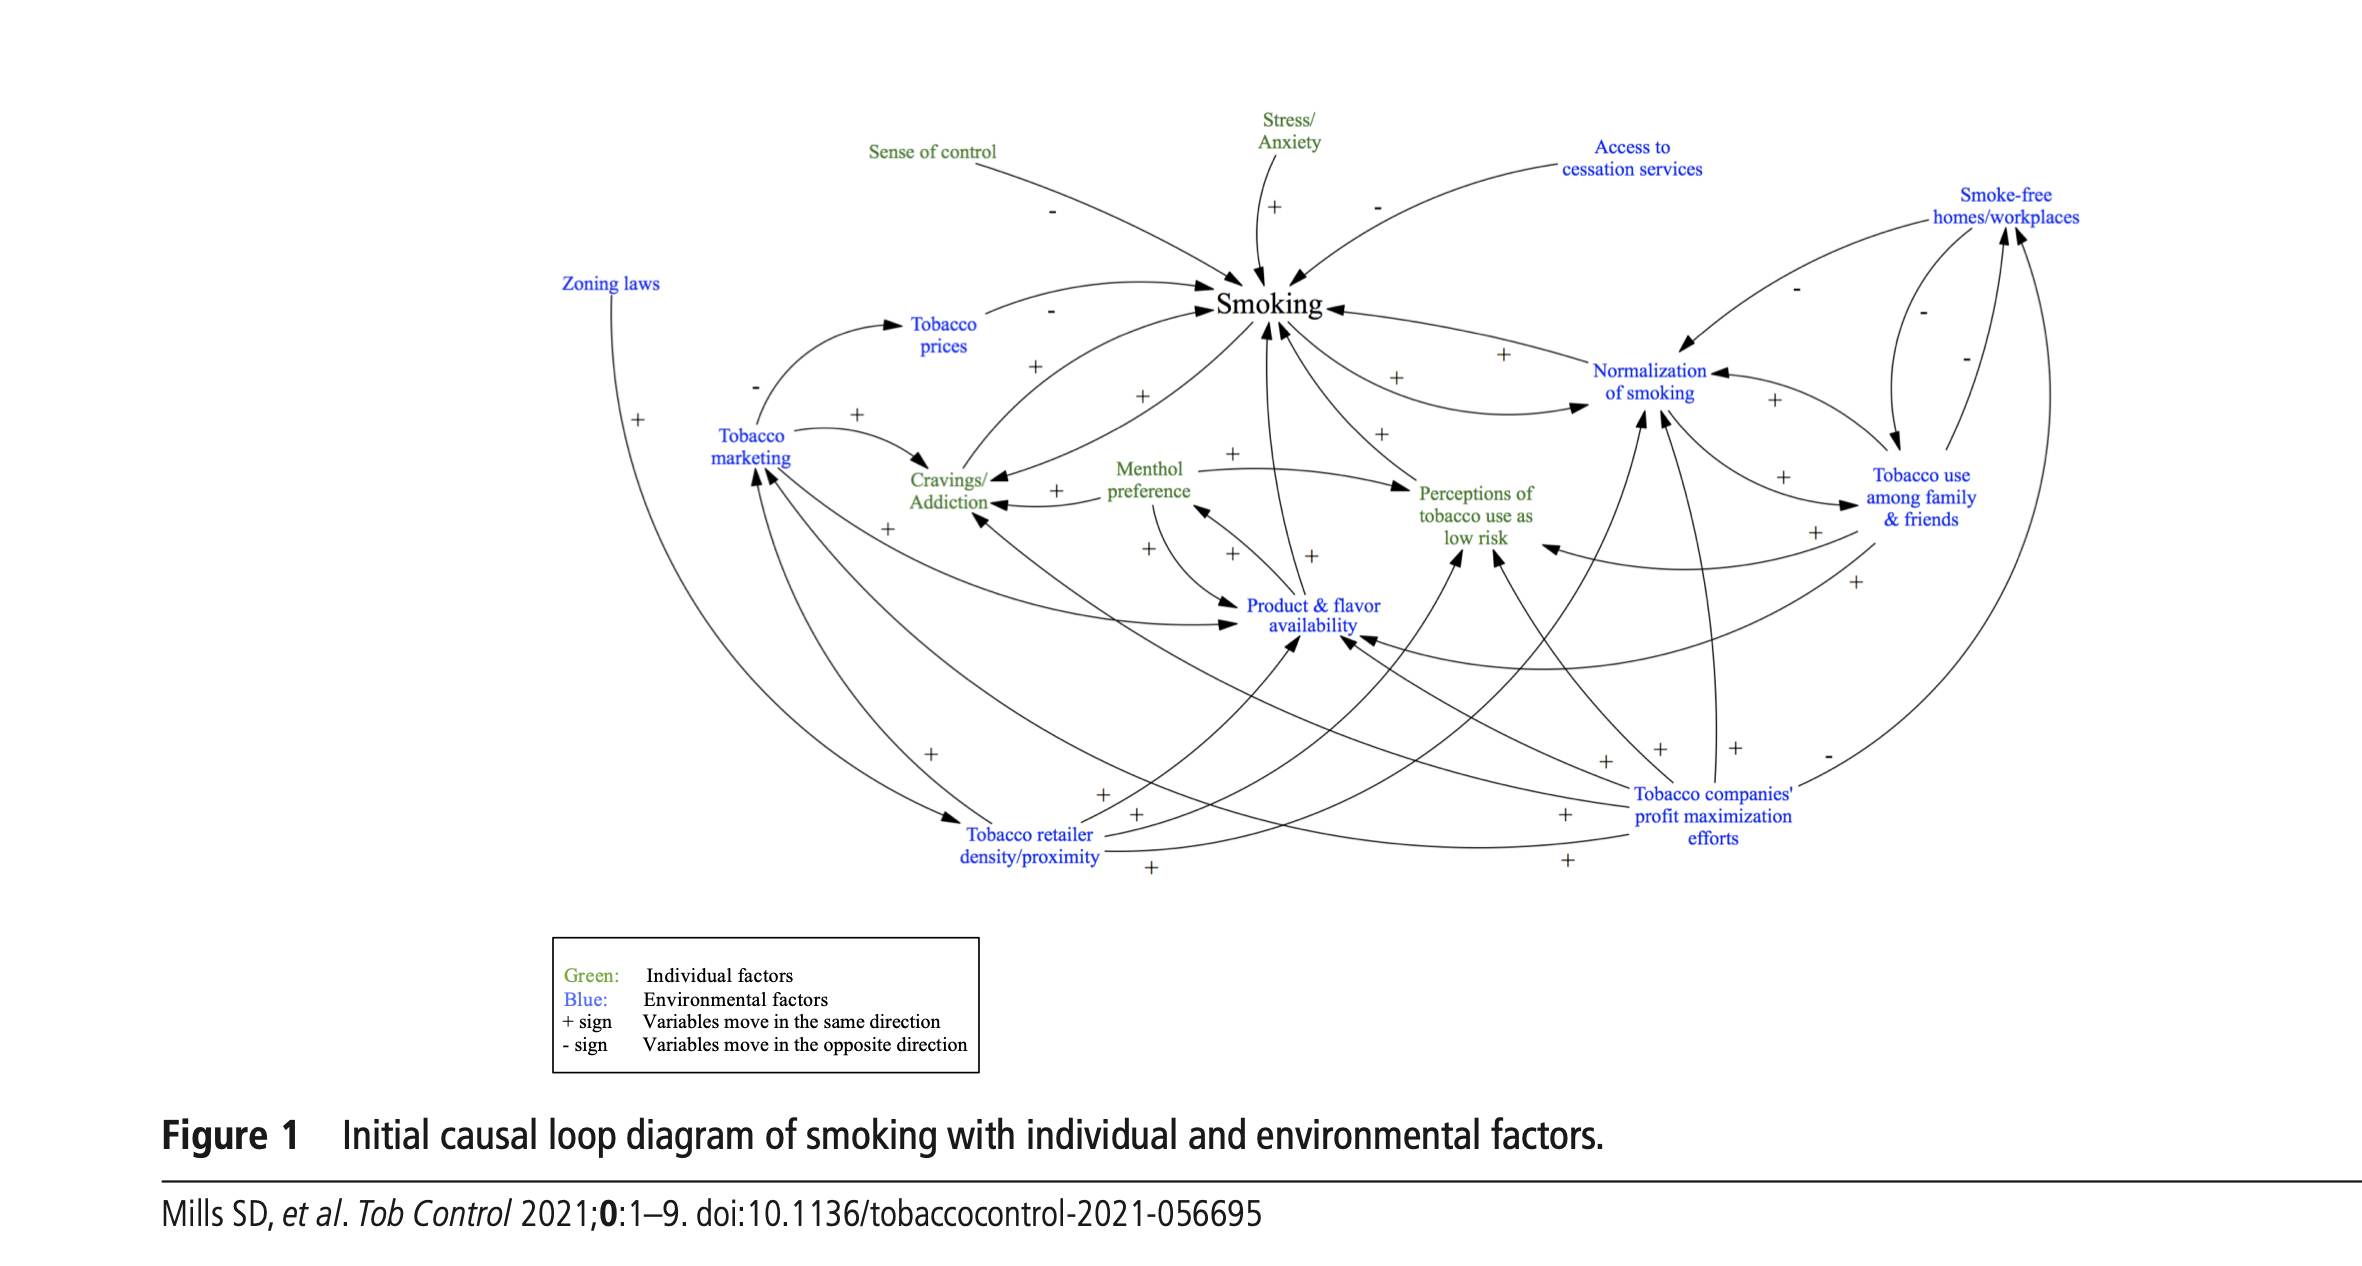 Stress/
Anxiety
Sense of control
Access to
cessation services
Smoke-free
homes/workplaces
-
+
-
Zoning laws
-
Smoking
Tobacco
prices
-
-
-
+
+
+
-
Normalization
of smoking
-
+
+
+
+
Tobacco
marketing
+
+
Cravings/
Addiction
Menthol
preference
+
+
Perceptions of
tobacco use as
low risk
+
Tobacco use
among family
& friends
+
+
+
+
+
+
Product & flavor
availability
+
+
+
+
-
+
+
+
+
Tobacco companies'
profit maximization
efforts
Tobacco retailer
density/proximity
+
+
Green: Individual factors
Blue: Environmental factors
+ sign Variables move in the same direction
- sign Variables move in the opposite direction
Figure 1 Initial causal loop diagram of smoking with individual and environmental factors.
Mills SD, et al. Tob Control 2021;0:1–9. doi:10.1136/tobaccocontrol-2021-056695